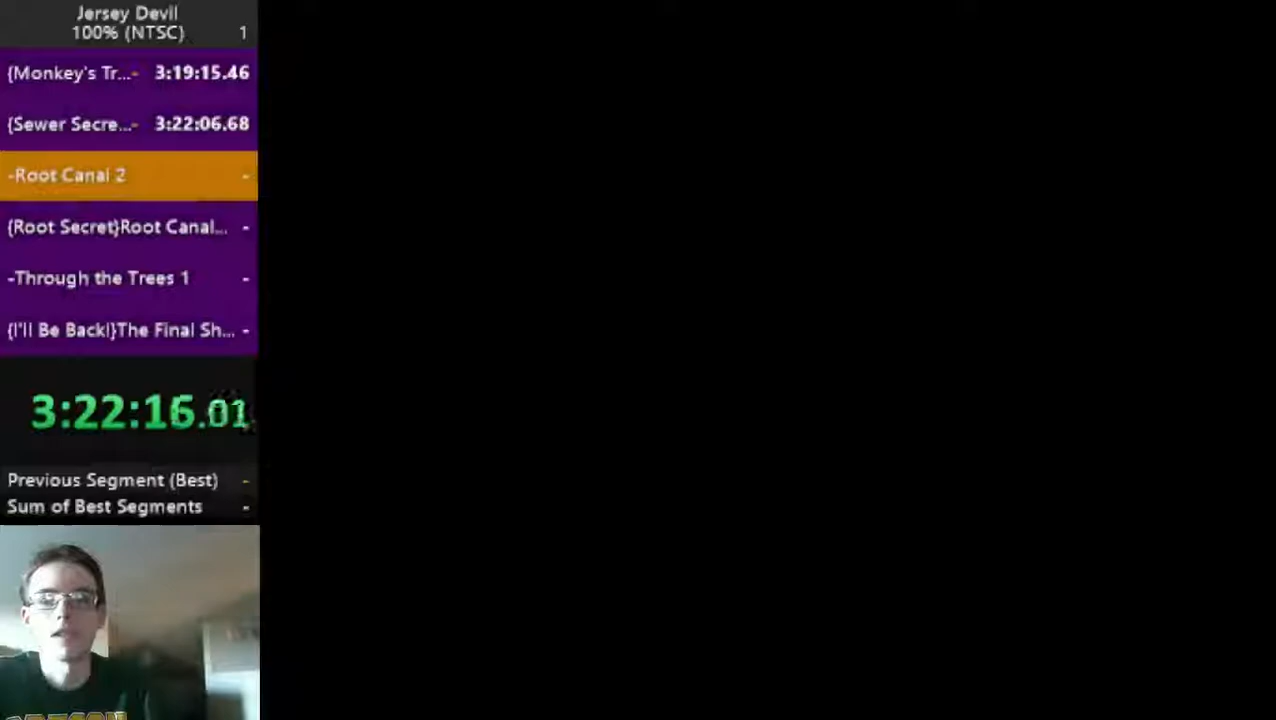 Jersey Devil
100% (NTSC) 1
{Monkey's Tr...- 3:19:15.46
{Sewer Secre...- 3:22:06.68
-Root Canal 2 -
{Root Secret}Root Canal... -
-Through the Trees 1 -
{I'll Be Back!}The Final Sh... -
3:22:16.01
Previous Segment (Best) -
Sum of Best Segments -